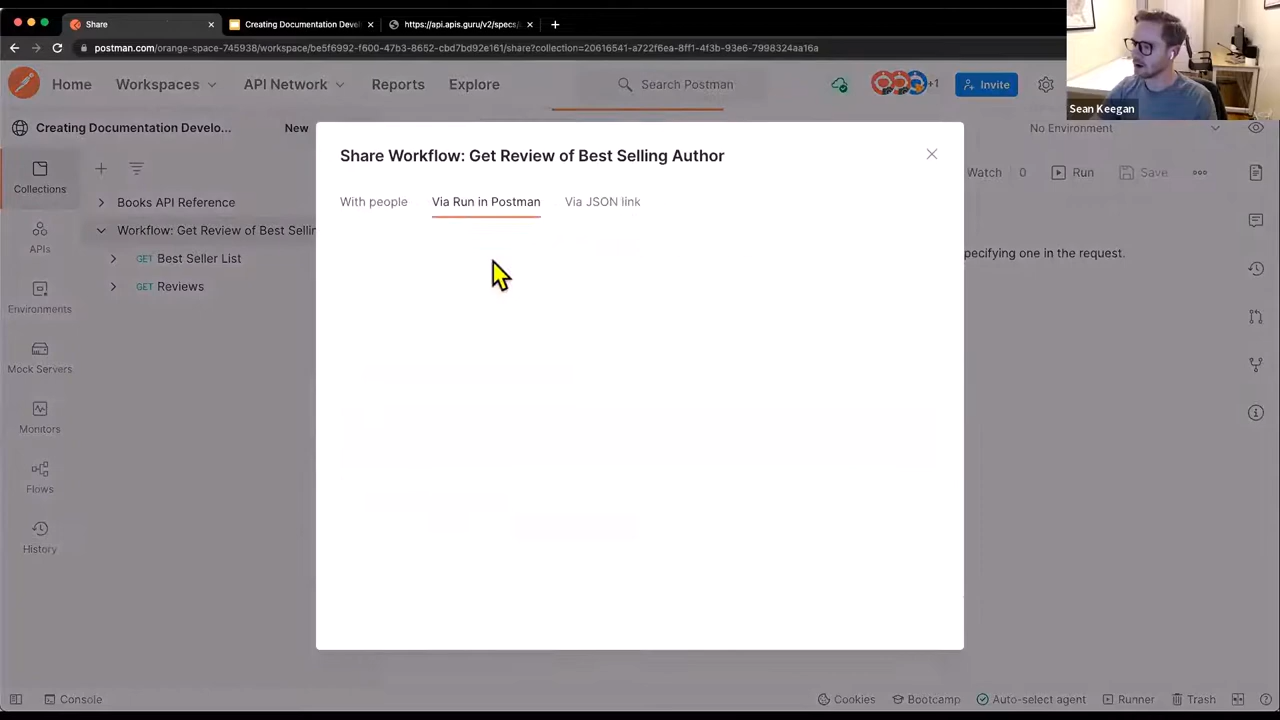 Share
Creating Documentation Devel
https://api.apis.guru/v2/specs/
postman.com/orange-space-745938/workspace/be5f6992-f600-47b3-8652-cbd7bd92e161/share?collection=20616541-a722f6ea-8ff1-4f3b-93e6-7998324aa16a
Home
Workspaces
API Network
Reports
Explore
Search Postman
+1
Invite
Sean Keegan
Creating Documentation Develo...
New
No Environment
Share Workflow: Get Review of Best Selling Author
With people
Via Run in Postman
Via JSON link
Watch 0
Run
Save
Collections
APIs
Environments
Mock Servers
Monitors
Flows
History
Books API Reference
Workflow: Get Review of Best Sellin
GET Best Seller List
GET Reviews
pecifying one in the request.
Console
Cookies
Bootcamp
Auto-select agent
Runner
Trash